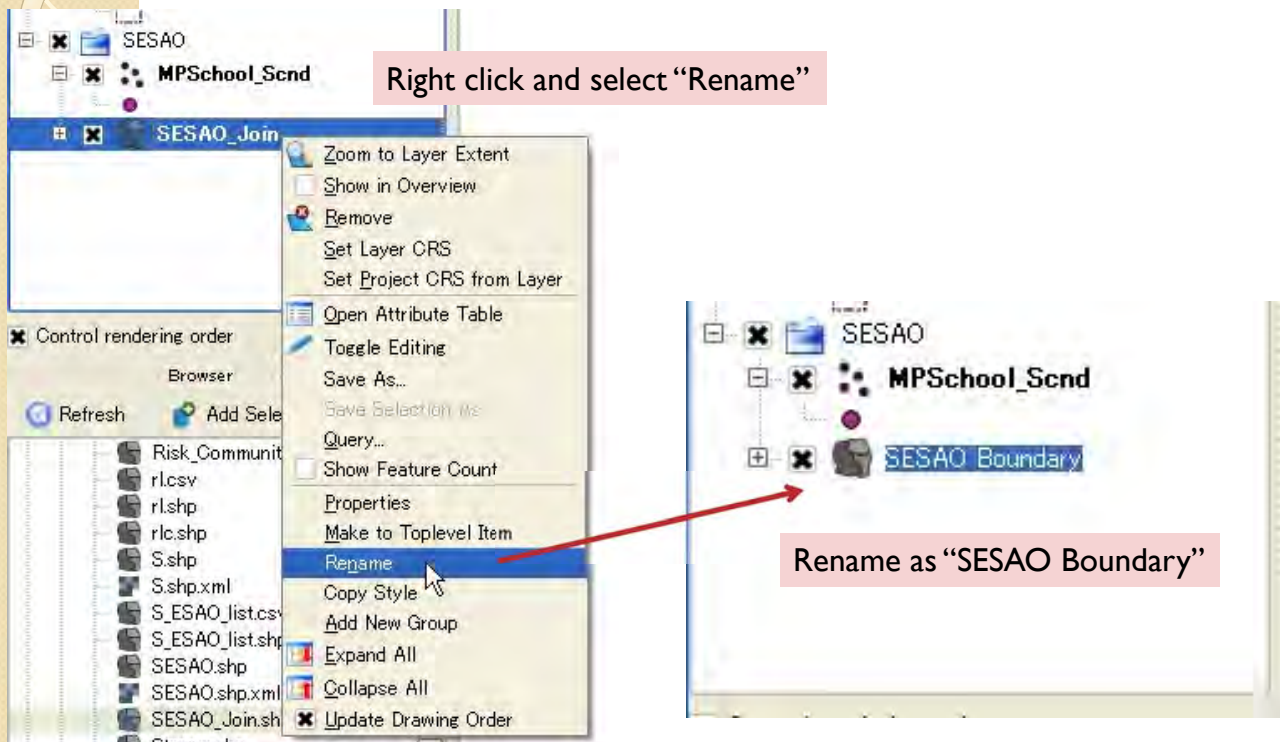 SESAO
MPSchool_Scnd
Right click and select “Rename”
SESAO_Join
Zoom to Layer Extent
Show in Overview
Remove
Set Layer CRS
Set Project CRS from Layer
Open Attribute Table
Toggle Editing
Save As...
Save Selection As
Query...
Show Feature Count
Properties
Make to Toplevel Item
Rename
Copy Style
Add New Group
Expand All
Collapse All
Update Drawing Order
Control rendering order
Browser
Refresh
Add Sele
Risk_Communit
rl.csv
rl.shp
rlc.shp
S.shp
S.shp.xml
S_ESAO_list.csv
S_ESAO_list.shp
SESAO.shp
SESAO.shp.xml
SESAO_Join.sh
SESAO
MPSchool_Scnd
SESAO Boundary
Rename as “SESAO Boundary”